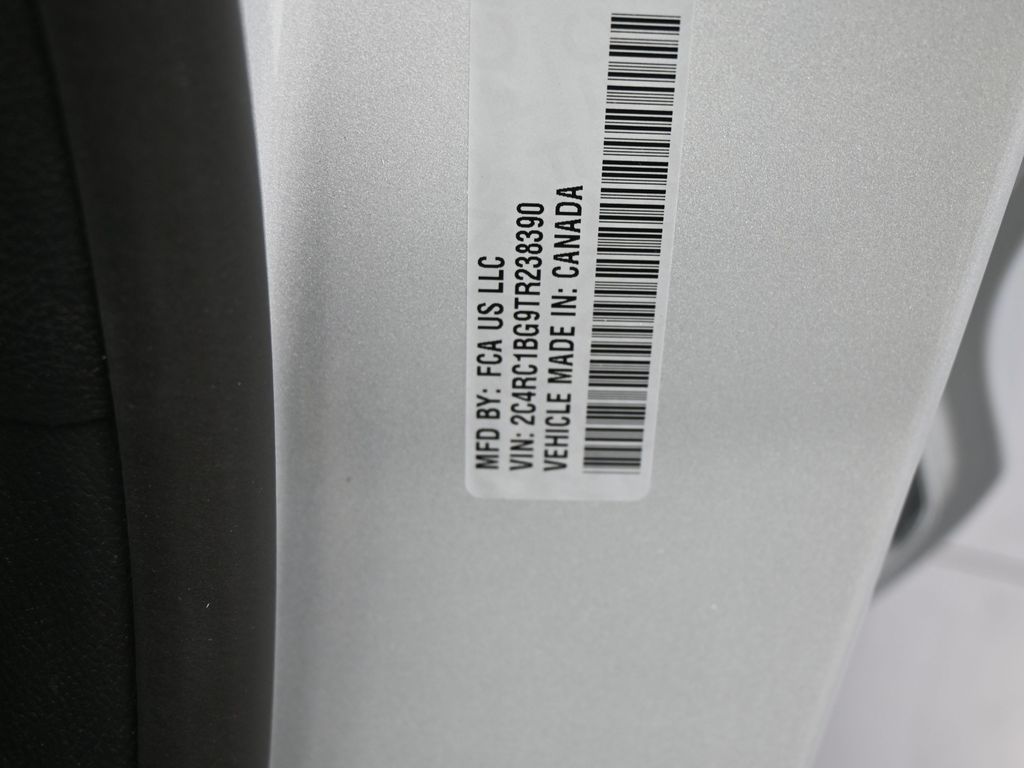 MFD BY: FCA US LLC
VIN: 2C4RC1BG9TR238390
VEHICLE MADE IN: CANADA